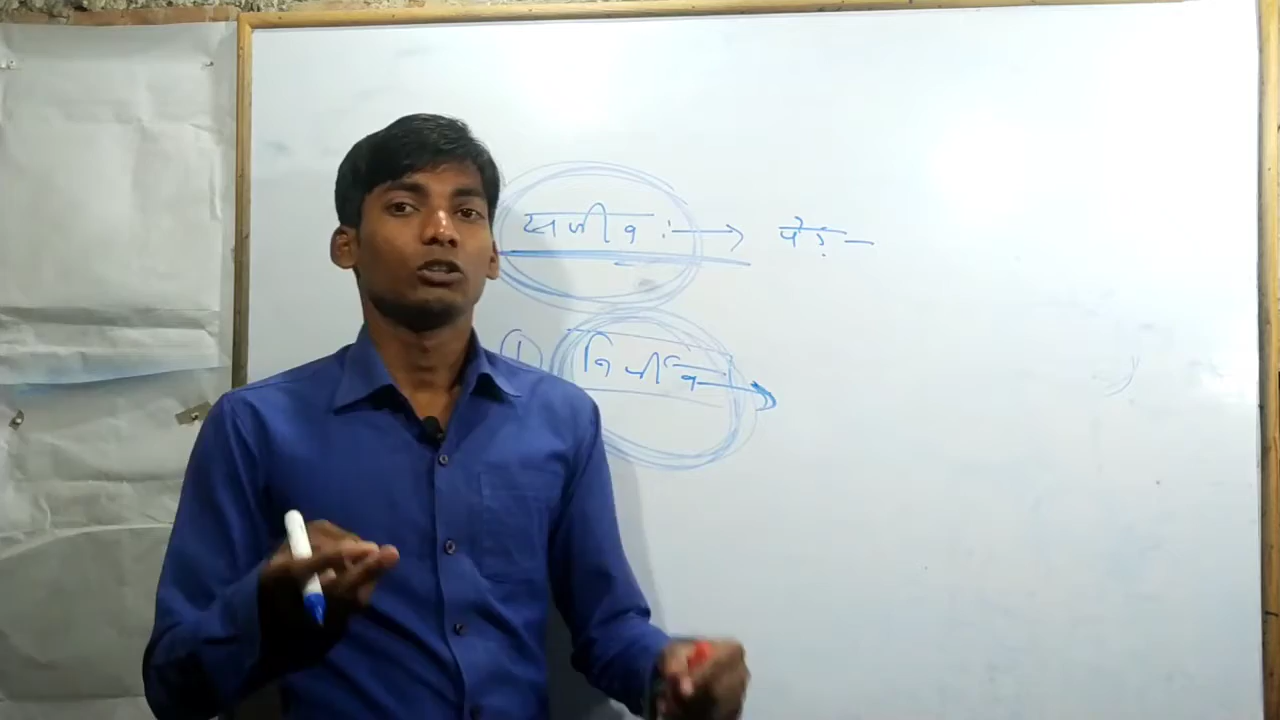 सजीव :→ पेड़ –
① निर्जीव →